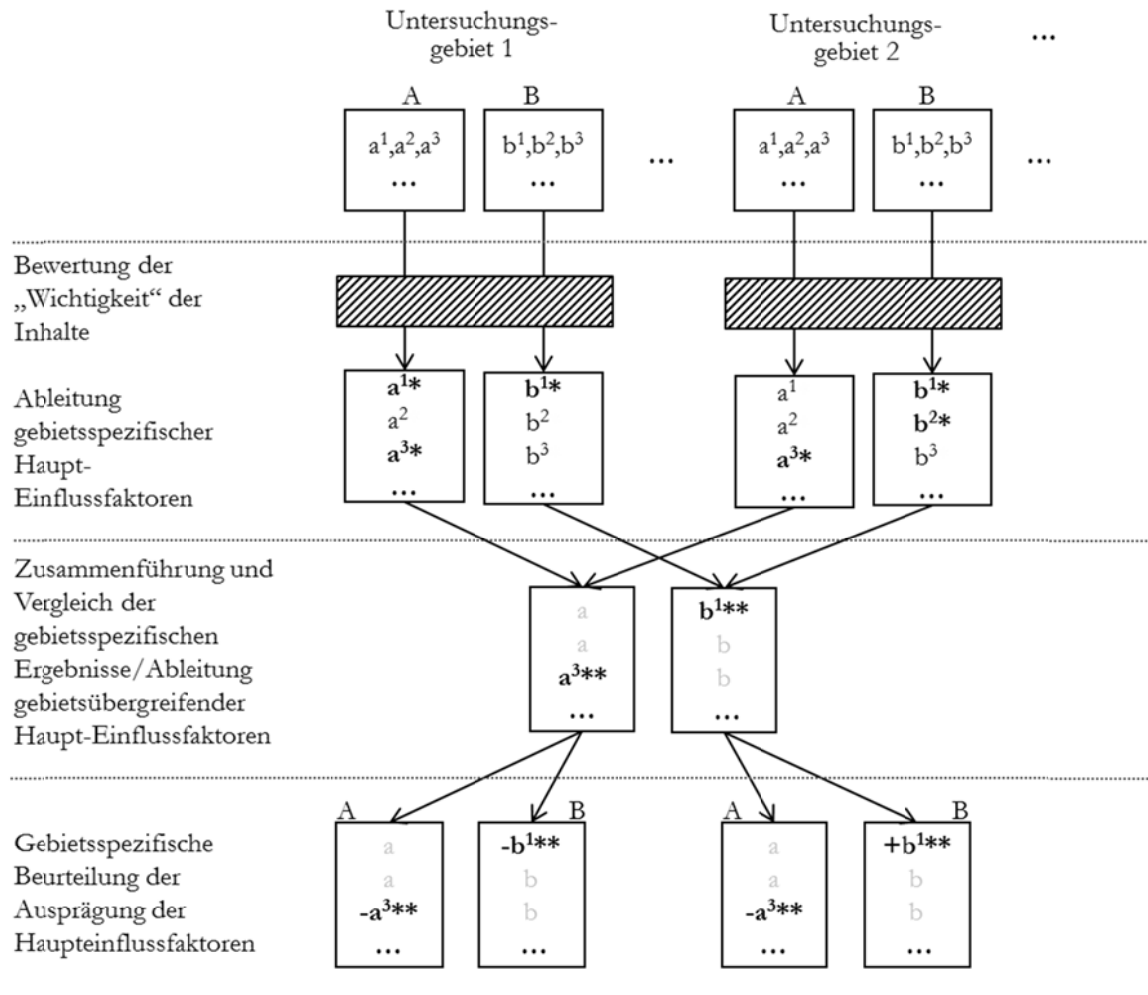 Untersuchungs-
gebiet 1
Untersuchungs-
gebiet 2
...
A
B
A
B
a¹,a²,a³
...
b¹,b²,b³
...
...
a¹,a²,a³
...
b¹,b²,b³
...
...
Bewertung der
„Wichtigkeit“ der
Inhalte
Ableitung
gebietsspezifischer
Haupt-
Einflussfaktoren
a¹*
a²
a³*
...
b¹*
b²
b³
...
a¹
a²
a³*
...
b¹*
b²*
b³
...
Zusammenführung und
Vergleich der
gebietsspezifischen
Ergebnisse/Ableitung
gebietsübergreifender
Haupt-Einflussfaktoren
a
a
a³**
...
b¹**
b
b
...
Gebietsspezifische
Beurteilung der
Ausprägung der
Haupteinflussfaktoren
A
a
a
-a³**
...
B
-b¹**
b
b
...
A
a
a
-a³**
...
B
+b¹**
b
b
...